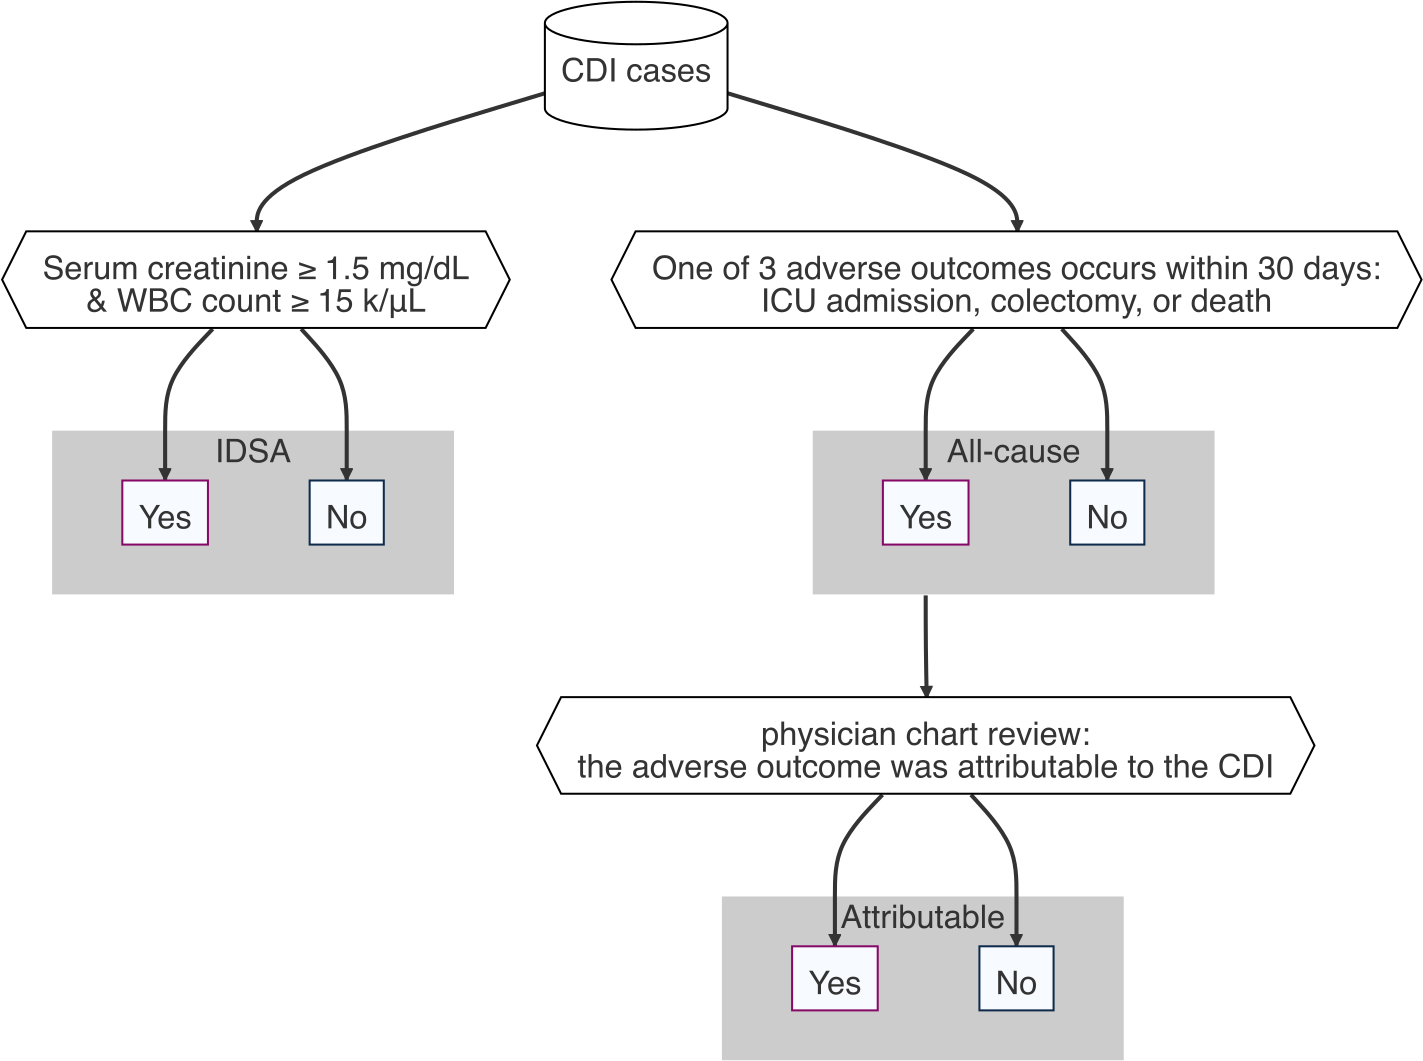 CDI cases
Serum creatinine ≥ 1.5 mg/dL
& WBC count ≥ 15 k/μL
One of 3 adverse outcomes occurs within 30 days:
ICU admission, colectomy, or death
IDSA
Yes
No
All-cause
Yes
No
physician chart review:
the adverse outcome was attributable to the CDI
Attributable
Yes
No